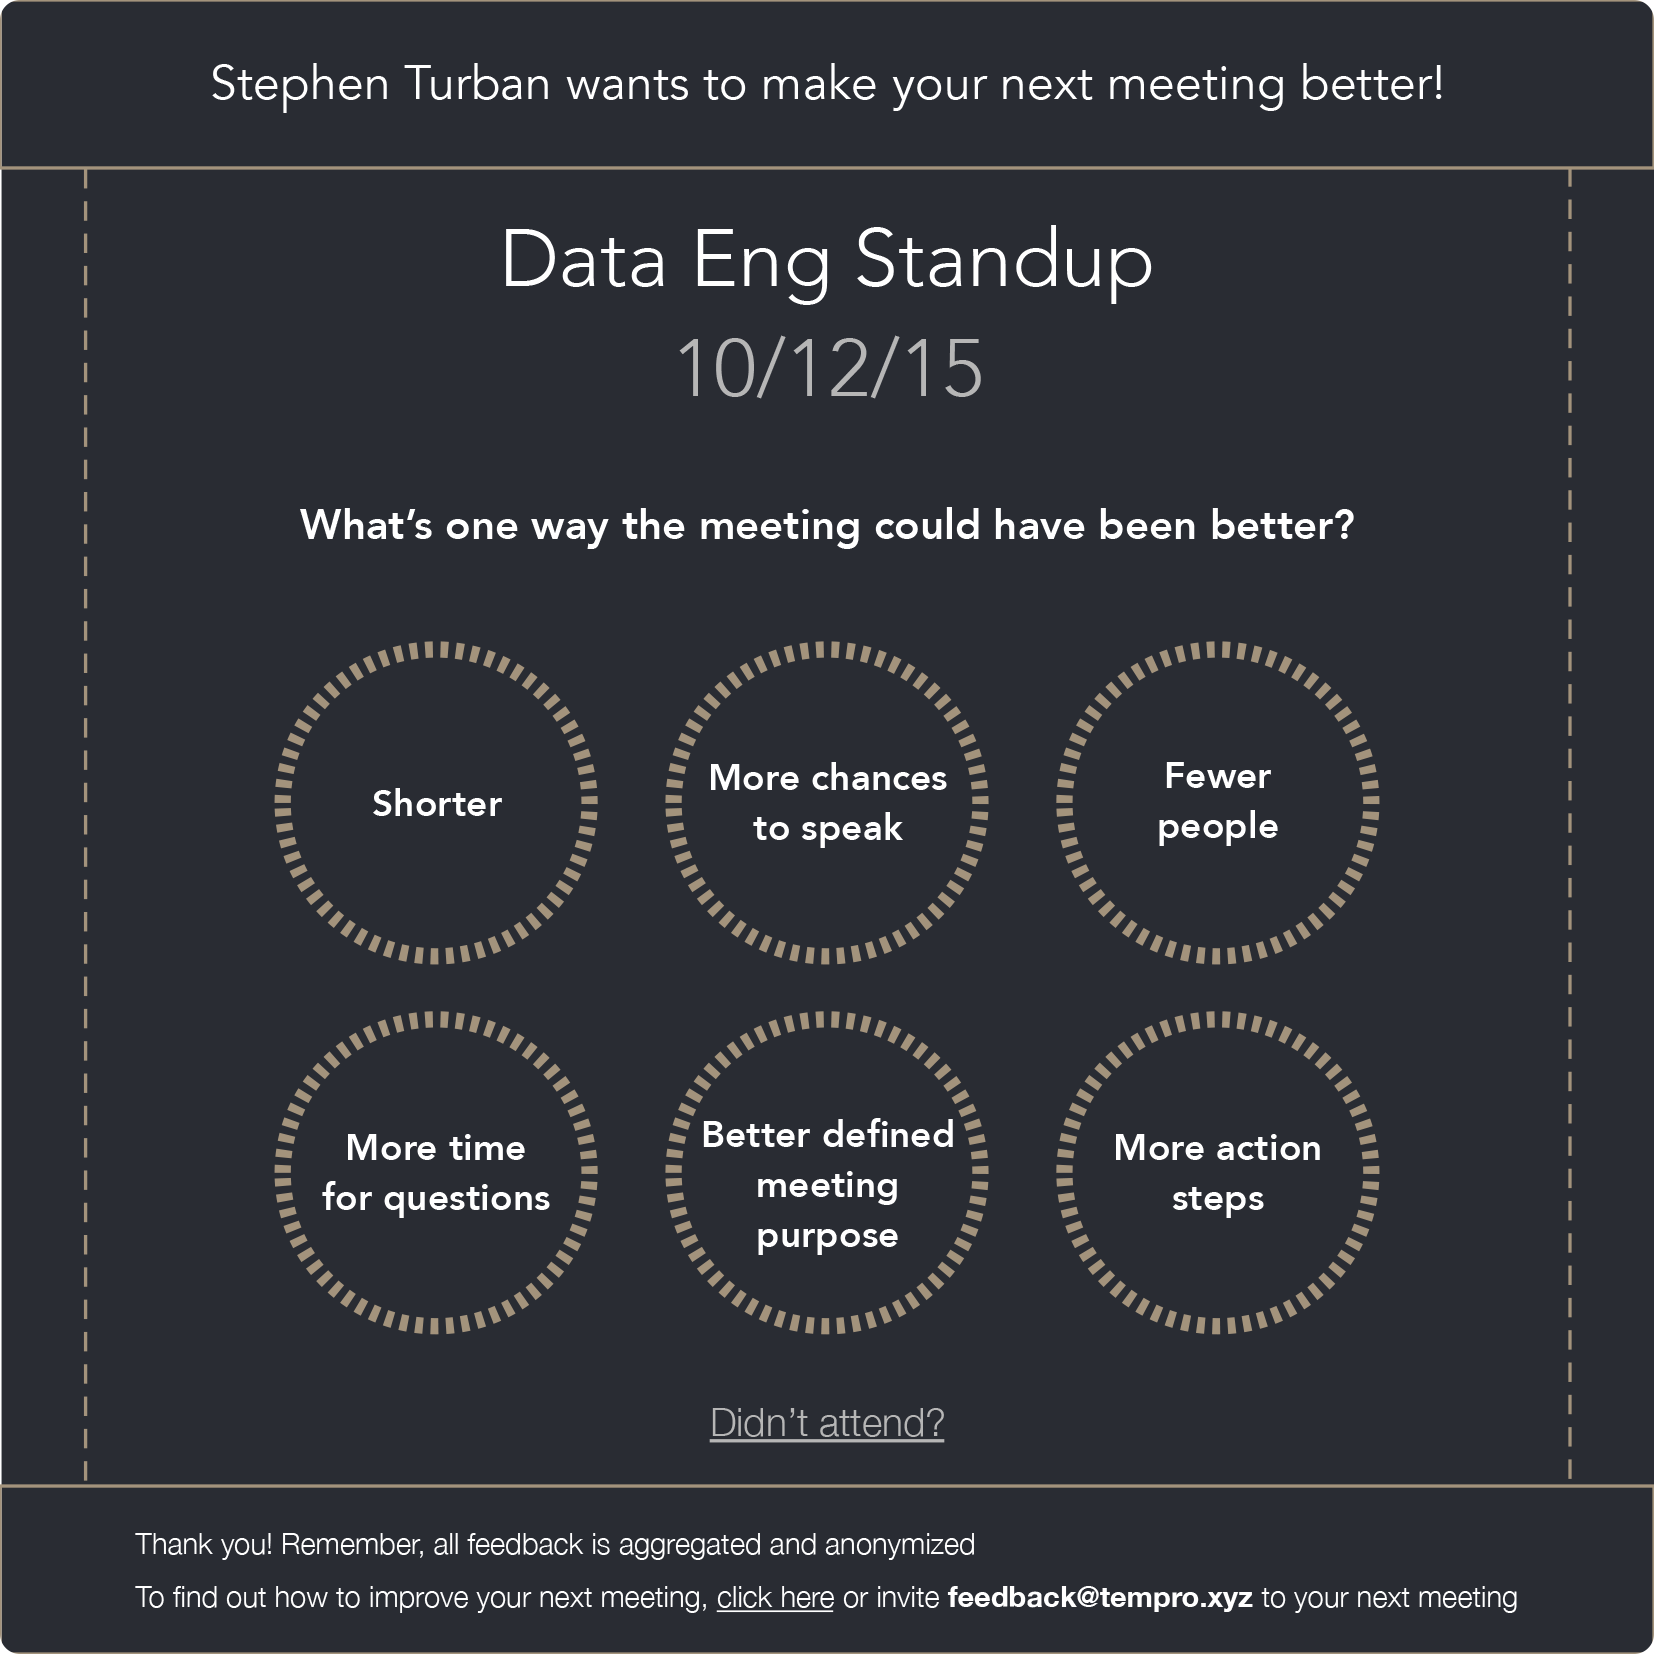 Stephen Turban wants to make your next meeting better!
Data Eng Standup
10/12/15
What’s one way the meeting could have been better?
Shorter
More chances
to speak
Fewer
people
More time
for questions
Better defined
meeting
purpose
More action
steps
Didn’t attend?
Thank you! Remember, all feedback is aggregated and anonymized
To find out how to improve your next meeting, click here or invite feedback@tempro.xyz to your next meeting